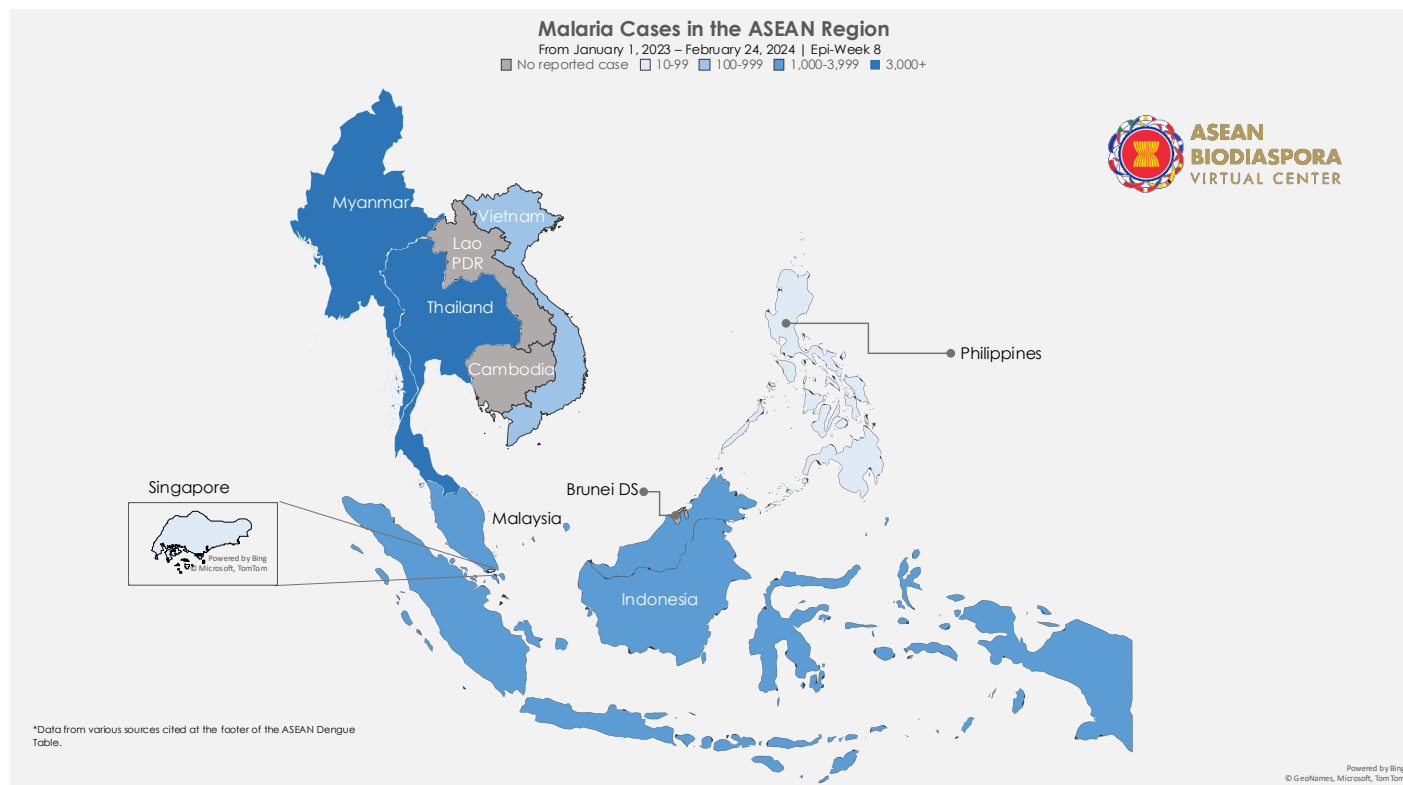 Malaria Cases in the ASEAN Region
From January 1, 2023 – February 24, 2024 | Epi-Week 8
No reported case 10-99 100-999 1,000-3,999 3,000+
ASEAN
BIODIASPORA
VIRTUAL CENTER
Myanmar
Vietnam
Lao
PDR
Thailand
Philippines
Cambodia
Singapore
Brunei DS
Malaysia
Powered by Bing
© Microsoft, TomTom
Indonesia
*Data from various sources cited at the footer of the ASEAN Dengue
Table.
Powered by Bing
© GeoNames, Microsoft, TomTom